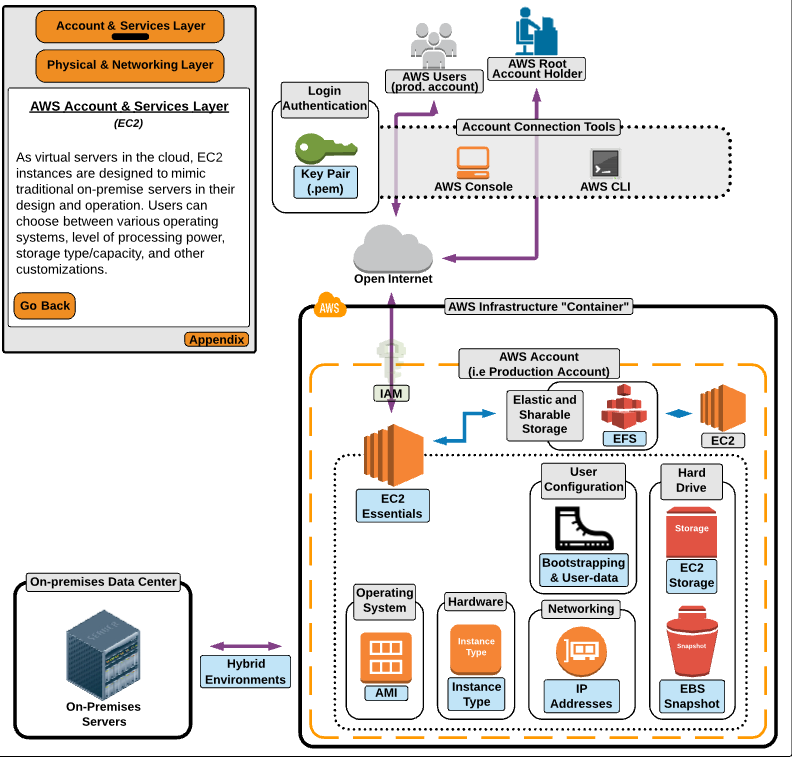 Account & Services Layer
Physical & Networking Layer
AWS Account & Services Layer
(EC2)
As virtual servers in the cloud, EC2
instances are designed to mimic
traditional on-premise servers in their
design and operation. Users can
choose between various operating
systems, level of processing power,
storage type/capacity, and other
customizations.
Go Back
Appendix
AWS Users
(prod. account)
AWS Root
Account Holder
Login
Authentication
Key Pair
(.pem)
Account Connection Tools
AWS Console
AWS CLI
Open Internet
AWS
AWS Infrastructure "Container"
AWS Account
(i.e Production Account)
IAM
Elastic and
Sharable
Storage
EFS
EC2
EC2
Essentials
User
Configuration
Bootstrapping
& User-data
Hard
Drive
Storage
EC2
Storage
Snapshot
EBS
Snapshot
Operating
System
AMI
Hardware
Instance
Type
Instance
Type
Networking
IP
Addresses
On-premises Data Center
SERVER
On-Premises
Servers
Hybrid
Environments